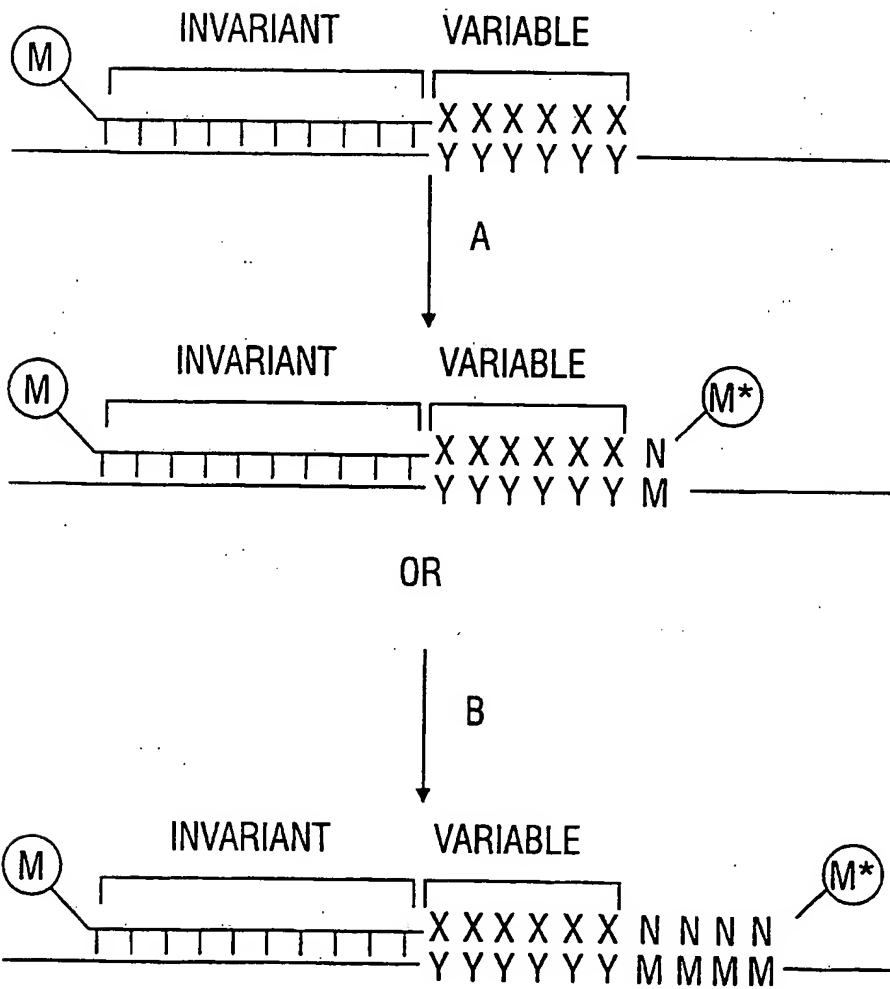 INVARIANT VARIABLE
M
X X X X X X
Y Y Y Y Y Y
A
INVARIANT VARIABLE
M M*
X X X X X X N
Y Y Y Y Y Y M
OR
B
INVARIANT VARIABLE
M M*
X X X X X X N N N N
Y Y Y Y Y Y M M M M